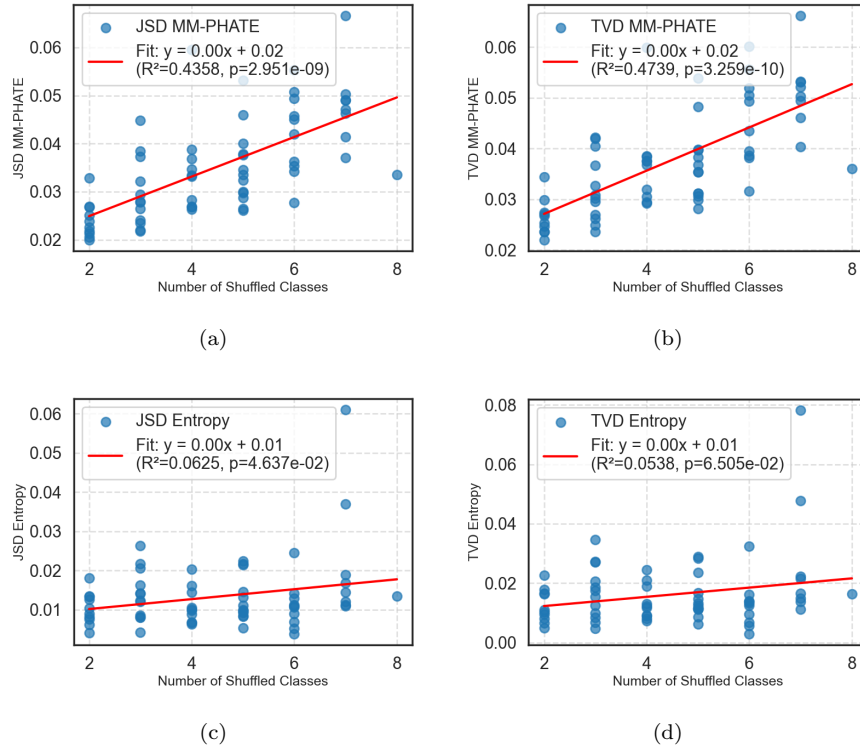 JSD MM-PHATE
Fit: y = 0.00x + 0.02
(R²=0.4358, p=2.951e-09)
0.06
0.05
0.04
0.03
0.02
JSD MM-PHATE
2 4 6 8
Number of Shuffled Classes
(a)
TVD MM-PHATE
Fit: y = 0.00x + 0.02
(R²=0.4739, p=3.259e-10)
0.06
0.05
0.04
0.03
0.02
TVD MM-PHATE
2 4 6 8
Number of Shuffled Classes
(b)
JSD Entropy
Fit: y = 0.00x + 0.01
(R²=0.0625, p=4.637e-02)
0.06
0.05
0.04
0.03
0.02
0.01
JSD Entropy
2 4 6 8
Number of Shuffled Classes
(c)
TVD Entropy
Fit: y = 0.00x + 0.01
(R²=0.0538, p=6.505e-02)
0.08
0.06
0.04
0.02
0.00
TVD Entropy
2 4 6 8
Number of Shuffled Classes
(d)